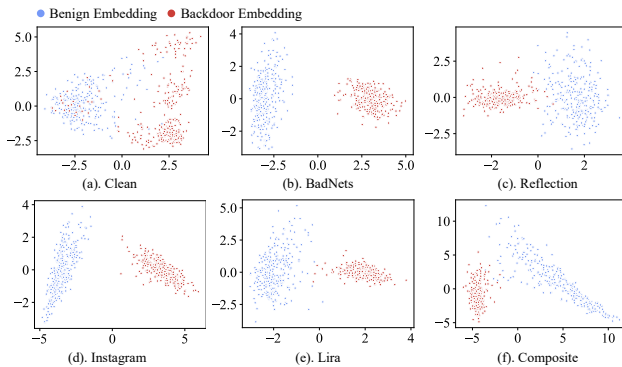 Benign Embedding Backdoor Embedding
5.0
2.5
0.0
−2.5
−2.5 0.0 2.5
(a). Clean
4
2
0
−2
−2.5 0.0 2.5 5.0
(b). BadNets
2.5
0.0
−2.5
−2 0 2
(c). Reflection
4
2
0
−2
−5 0 5
(d). Instagram
5.0
2.5
0.0
−2.5
−2 0 2 4
(e). Lira
10
5
0
−5
−5 0 5 10
(f). Composite